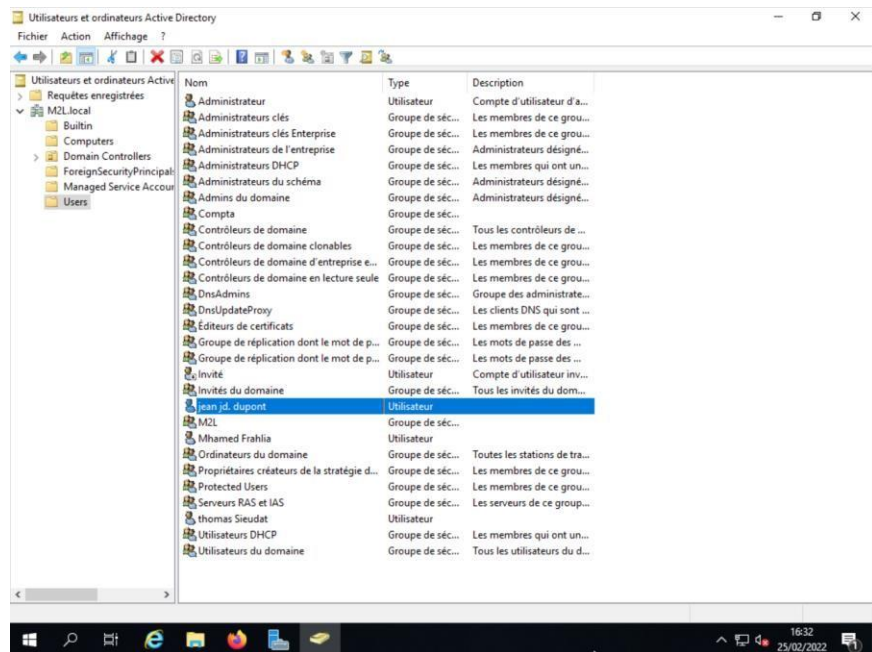 Utilisateurs et ordinateurs Active Directory
Fichier Action Affichage ?
Utilisateurs et ordinateurs Active
Requêtes enregistrées
M2L.local
Builtin
Computers
Domain Controllers
ForeignSecurityPrincipals
Managed Service Accour
Users
Nom Type Description
Administrateur Utilisateur Compte d'utilisateur d'a...
Administrateurs clés Groupe de séc... Les membres de ce grou...
Administrateurs clés Enterprise Groupe de séc... Les membres de ce grou...
Administrateurs de l'entreprise Groupe de séc... Administrateurs désigné...
Administrateurs DHCP Groupe de séc... Les membres qui ont un...
Administrateurs du schéma Groupe de séc... Administrateurs désigné...
Admins du domaine Groupe de séc... Administrateurs désigné...
Compta Groupe de séc...
Contrôleurs de domaine Groupe de séc... Tous les contrôleurs de ...
Contrôleurs de domaine clonables Groupe de séc... Les membres de ce grou...
Contrôleurs de domaine d'entreprise e... Groupe de séc... Les membres de ce grou...
Contrôleurs de domaine en lecture seule Groupe de séc... Les membres de ce grou...
DnsAdmins Groupe de séc... Groupe des administrate...
DnsUpdateProxy Groupe de séc... Les clients DNS qui sont ...
Éditeurs de certificats Groupe de séc... Les membres de ce grou...
Groupe de réplication dont le mot de p... Groupe de séc... Les mots de passe des ...
Groupe de réplication dont le mot de p... Groupe de séc... Les mots de passe des ...
Invité Utilisateur Compte d'utilisateur inv...
Invités du domaine Groupe de séc... Tous les invités du dom...
jean jd. dupont Utilisateur
M2L Groupe de séc...
Mhamed Frahlia Utilisateur
Ordinateurs du domaine Groupe de séc... Toutes les stations de tra...
Propriétaires créateurs de la stratégie d... Groupe de séc... Les membres de ce grou...
Protected Users Groupe de séc... Les membres de ce grou...
Serveurs RAS et IAS Groupe de séc... Les serveurs de ce group...
thomas Sieudat Utilisateur
Utilisateurs DHCP Groupe de séc... Les membres qui ont un...
Utilisateurs du domaine Groupe de séc... Tous les utilisateurs du d...
16:32
25/02/2022